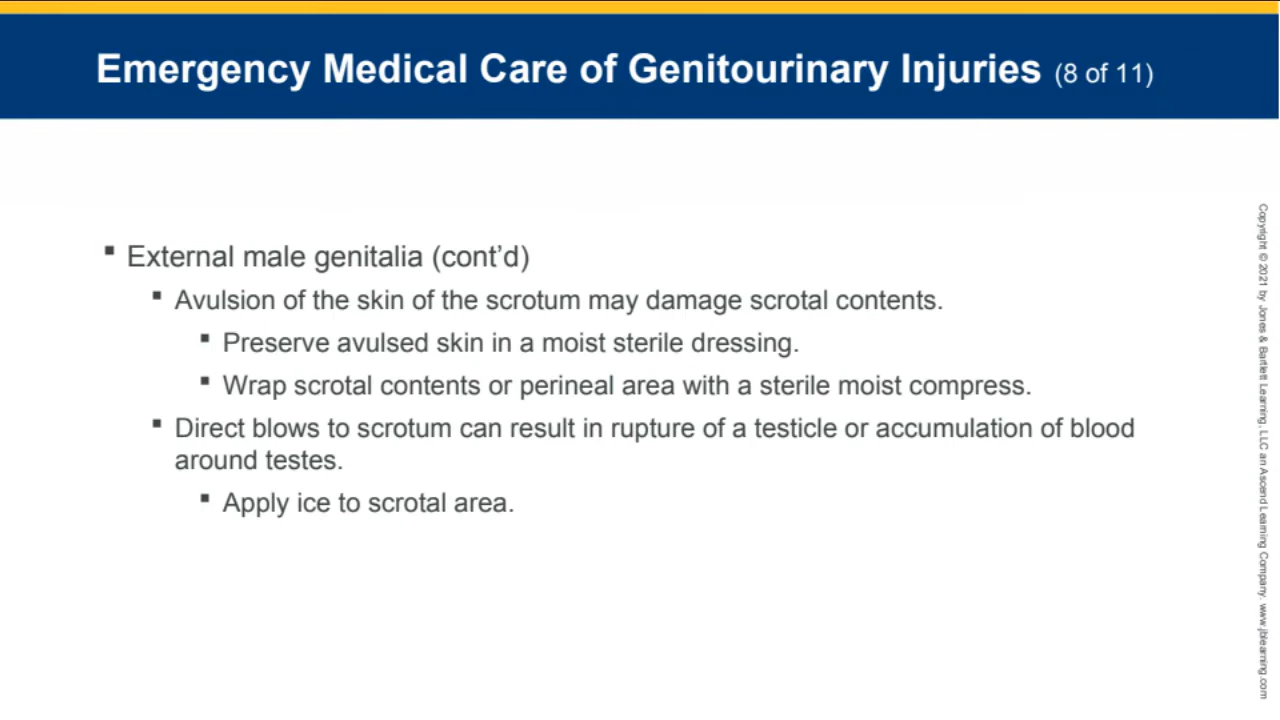 Emergency Medical Care of Genitourinary Injuries (8 of 11)
▪ External male genitalia (cont’d)
▪ Avulsion of the skin of the scrotum may damage scrotal contents.
▪ Preserve avulsed skin in a moist sterile dressing.
▪ Wrap scrotal contents or perineal area with a sterile moist compress.
▪ Direct blows to scrotum can result in rupture of a testicle or accumulation of blood
around testes.
▪ Apply ice to scrotal area.
Copyright © 2021 by Jones & Bartlett Learning, LLC an Ascend Learning Company. www.jblearning.com